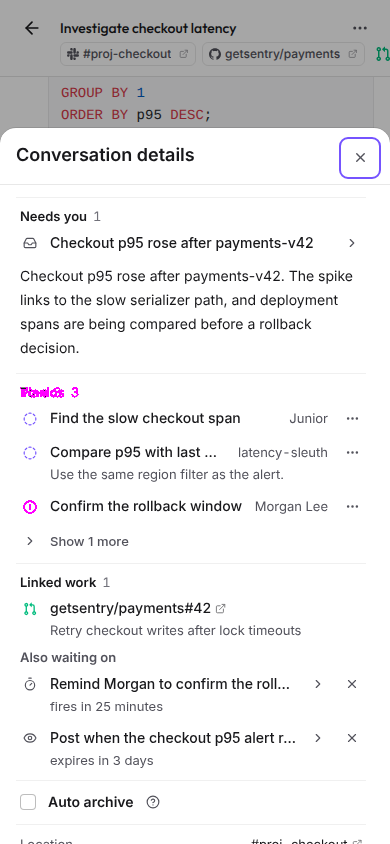 Investigate checkout latency
#proj-checkout
getsentry/payments
GROUP BY 1
ORDER BY p95 DESC;
Conversation details
Needs you 1
Checkout p95 rose after payments-v42
Checkout p95 rose after payments-v42. The spike
links to the slow serializer path, and deployment
spans are being compared before a rollback
decision.
3
Find the slow checkout span Junior
Compare p95 with last ... latency-sleuth
Use the same region filter as the alert.
Confirm the rollback window Morgan Lee
Show 1 more
Linked work 1
getsentry/payments#42
Retry checkout writes after lock timeouts
Also waiting on
Remind Morgan to confirm the roll...
fires in 25 minutes
Post when the checkout p95 alert r...
expires in 3 days
Auto archive
Location #proj-checkout